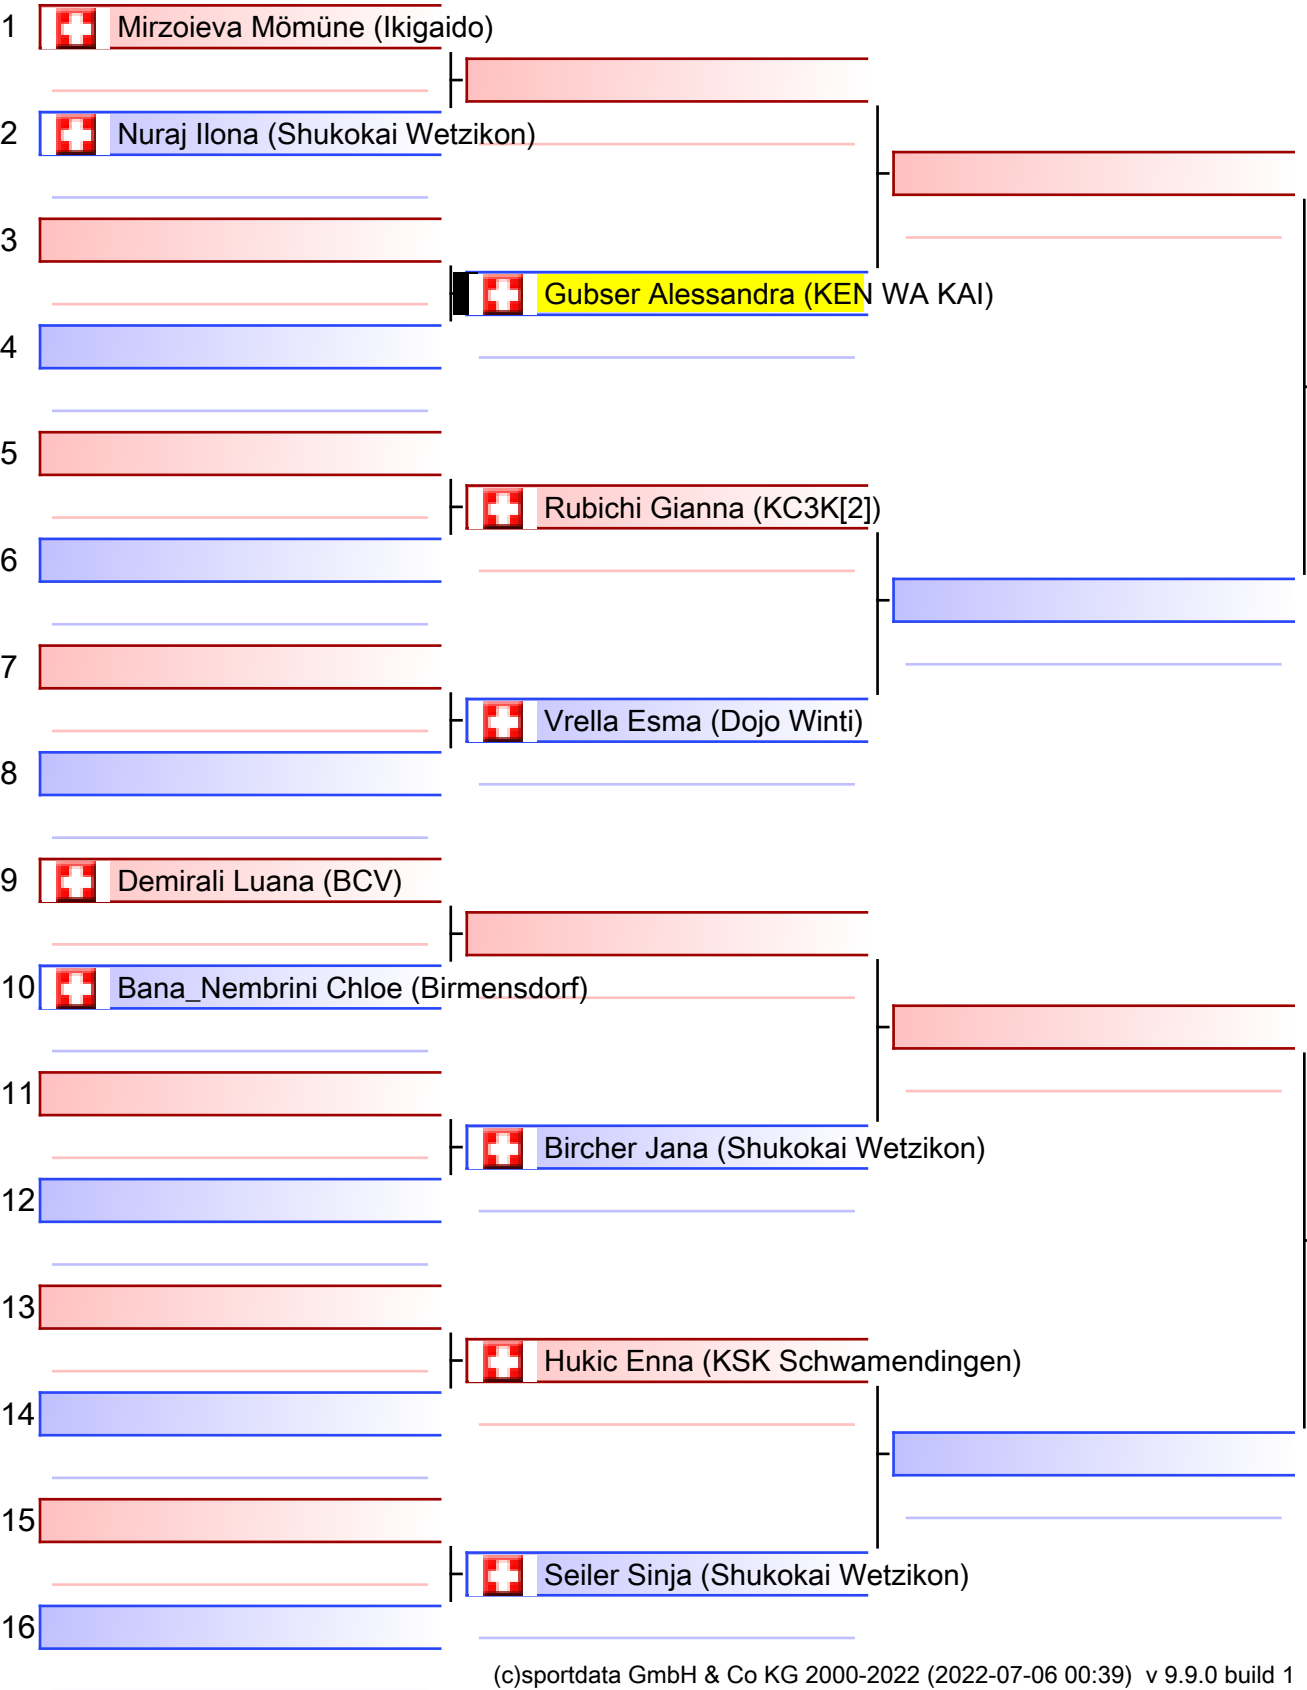 1 Mirzoieva Mömüne (Ikigaido)
2 Nuraj Ilona (Shukokai Wetzikon)
3
Gubser Alessandra (KEN WA KAI)
4
5
Rubichi Gianna (KC3K[2])
6
7
Vrella Esma (Dojo Winti)
8
9 Demirali Luana (BCV)
10 Bana_Nembrini Chloe (Birmensdorf)
11
Bircher Jana (Shukokai Wetzikon)
12
13
Hukic Enna (KSK Schwamendingen)
14
15
Seiler Sinja (Shukokai Wetzikon)
16
(c)sportdata GmbH & Co KG 2000-2022 (2022-07-06 00:39) v 9.9.0 build 1